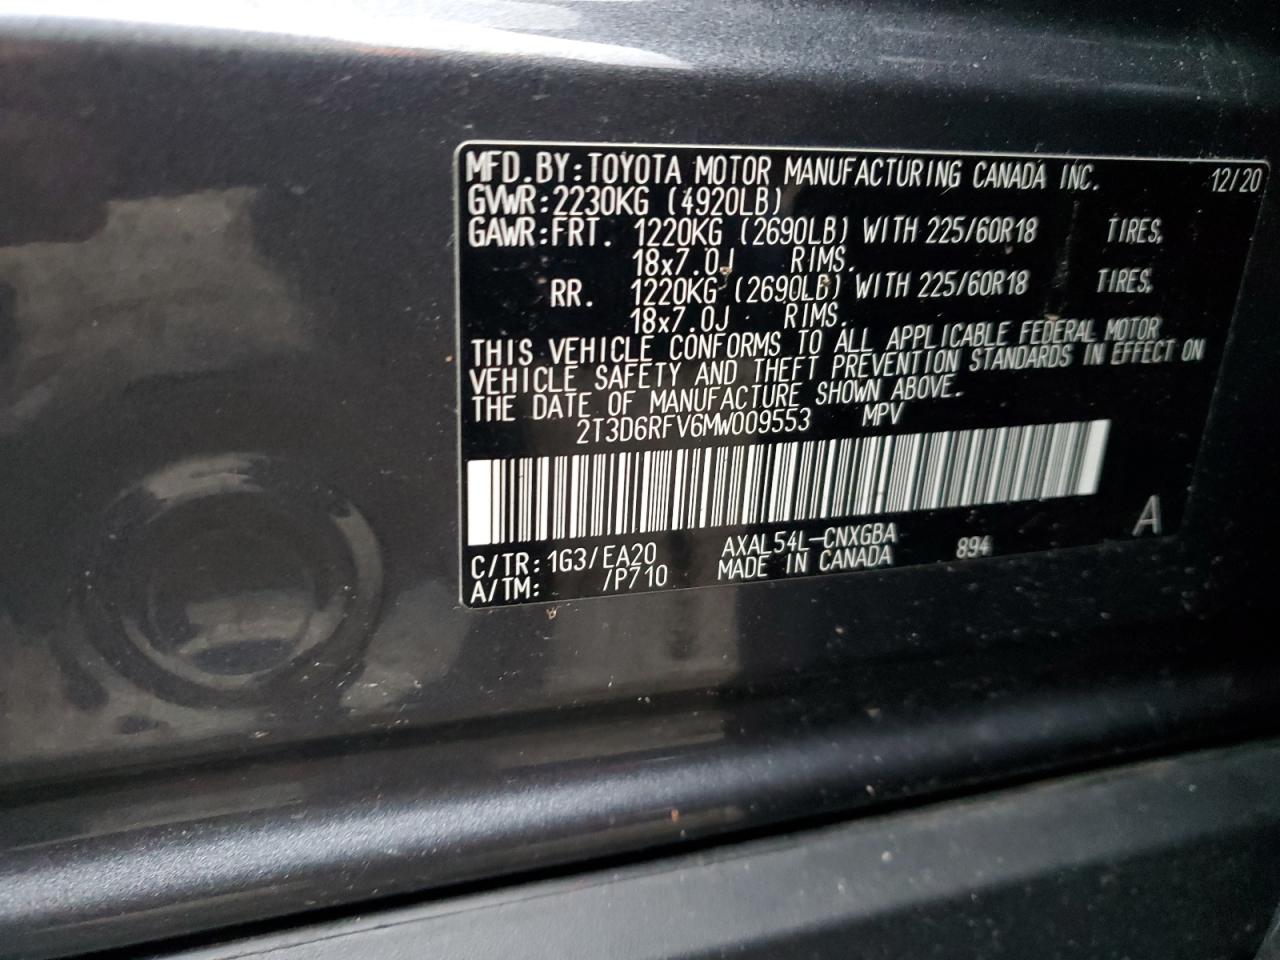 MFD.BY:TOYOTA MOTOR MANUFACTURING CANADA INC. 12/20
GVWR:2230KG (4920LB)
GAWR:FRT. 1220KG (2690LB) WITH 225/60R18 TIRES,
18x7.0J RIMS.
RR. 1220KG (2690LB) WITH 225/60R18 TIRES,
18x7.0J RIMS.
THIS VEHICLE CONFORMS TO ALL APPLICABLE FEDERAL MOTOR
VEHICLE SAFETY AND THEFT PREVENTION STANDARDS IN EFFECT ON
THE DATE OF MANUFACTURE SHOWN ABOVE.
2T3D6RFV6MW009553 MPV
A
C/TR:1G3/EA20 AXAL54L-CNXGBA 894
A/TM: /P710 MADE IN CANADA